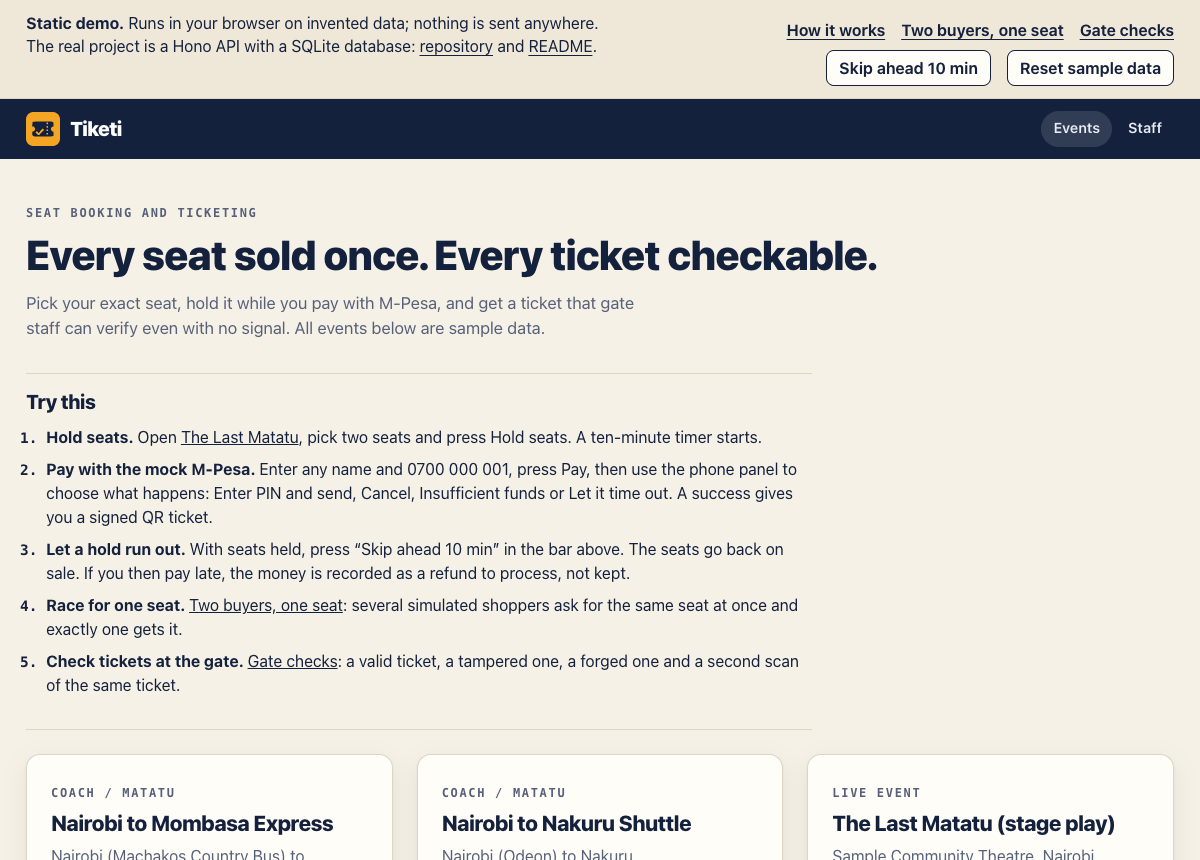 Static demo. Runs in your browser on invented data; nothing is sent anywhere.
The real project is a Hono API with a SQLite database: repository and README.
How it works
Two buyers, one seat
Gate checks
Skip ahead 10 min
Reset sample data
Tiketi
Events
Staff
SEAT BOOKING AND TICKETING
Every seat sold once. Every ticket checkable.
Pick your exact seat, hold it while you pay with M-Pesa, and get a ticket that gate
staff can verify even with no signal. All events below are sample data.
Try this
1. Hold seats. Open The Last Matatu, pick two seats and press Hold seats. A ten-minute timer starts.
2. Pay with the mock M-Pesa. Enter any name and 0700 000 001, press Pay, then use the phone panel to
choose what happens: Enter PIN and send, Cancel, Insufficient funds or Let it time out. A success gives
you a signed QR ticket.
3. Let a hold run out. With seats held, press “Skip ahead 10 min” in the bar above. The seats go back on
sale. If you then pay late, the money is recorded as a refund to process, not kept.
4. Race for one seat. Two buyers, one seat: several simulated shoppers ask for the same seat at once and
exactly one gets it.
5. Check tickets at the gate. Gate checks: a valid ticket, a tampered one, a forged one and a second scan
of the same ticket.
COACH / MATATU
Nairobi to Mombasa Express
Nairobi (Machakos Country Bus) to
COACH / MATATU
Nairobi to Nakuru Shuttle
Nairobi (Odeon) to Nakuru
LIVE EVENT
The Last Matatu (stage play)
Sample Community Theatre, Nairobi